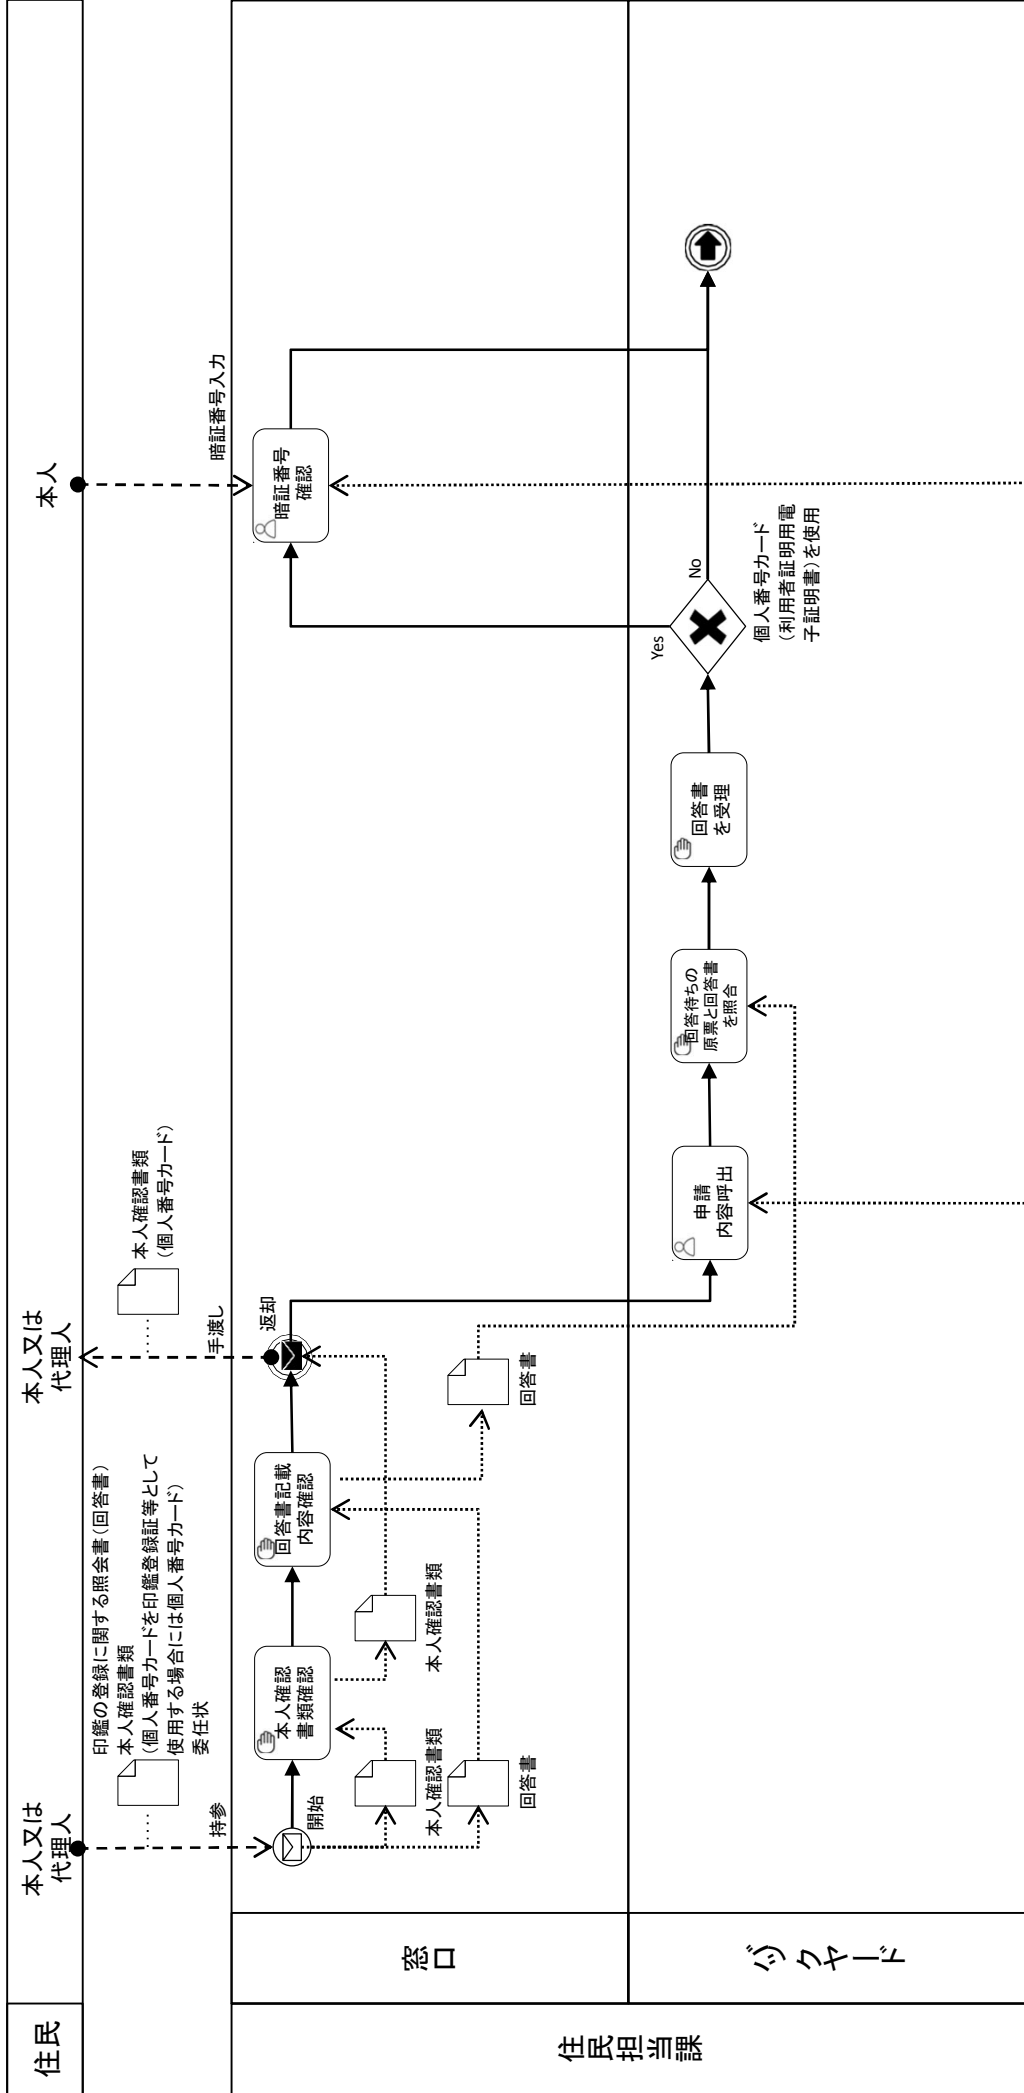 住民
本人又は
代理人
本人又は
代理人
本人
印鑑の登録に関する照会書（回答書）
本人確認書類
（個人番号カードを印鑑登録証等として
使用する場合には個人番号カード）
委任状
持参
本人確認書類
（個人番号カード）
手渡し
暗証番号入力
住民担当課
窓口
開始
本人確認
書類確認
回答書記載
内容確認
返却
暗証番号
確認
本人確認書類
回答書
本人確認書類
回答書
バックヤード
申請
内容呼出
回答待ちの
原票と回答書
を照合
回答書
を受理
Yes
No
個人番号カード
（利用者証明用電
子証明書）を使用